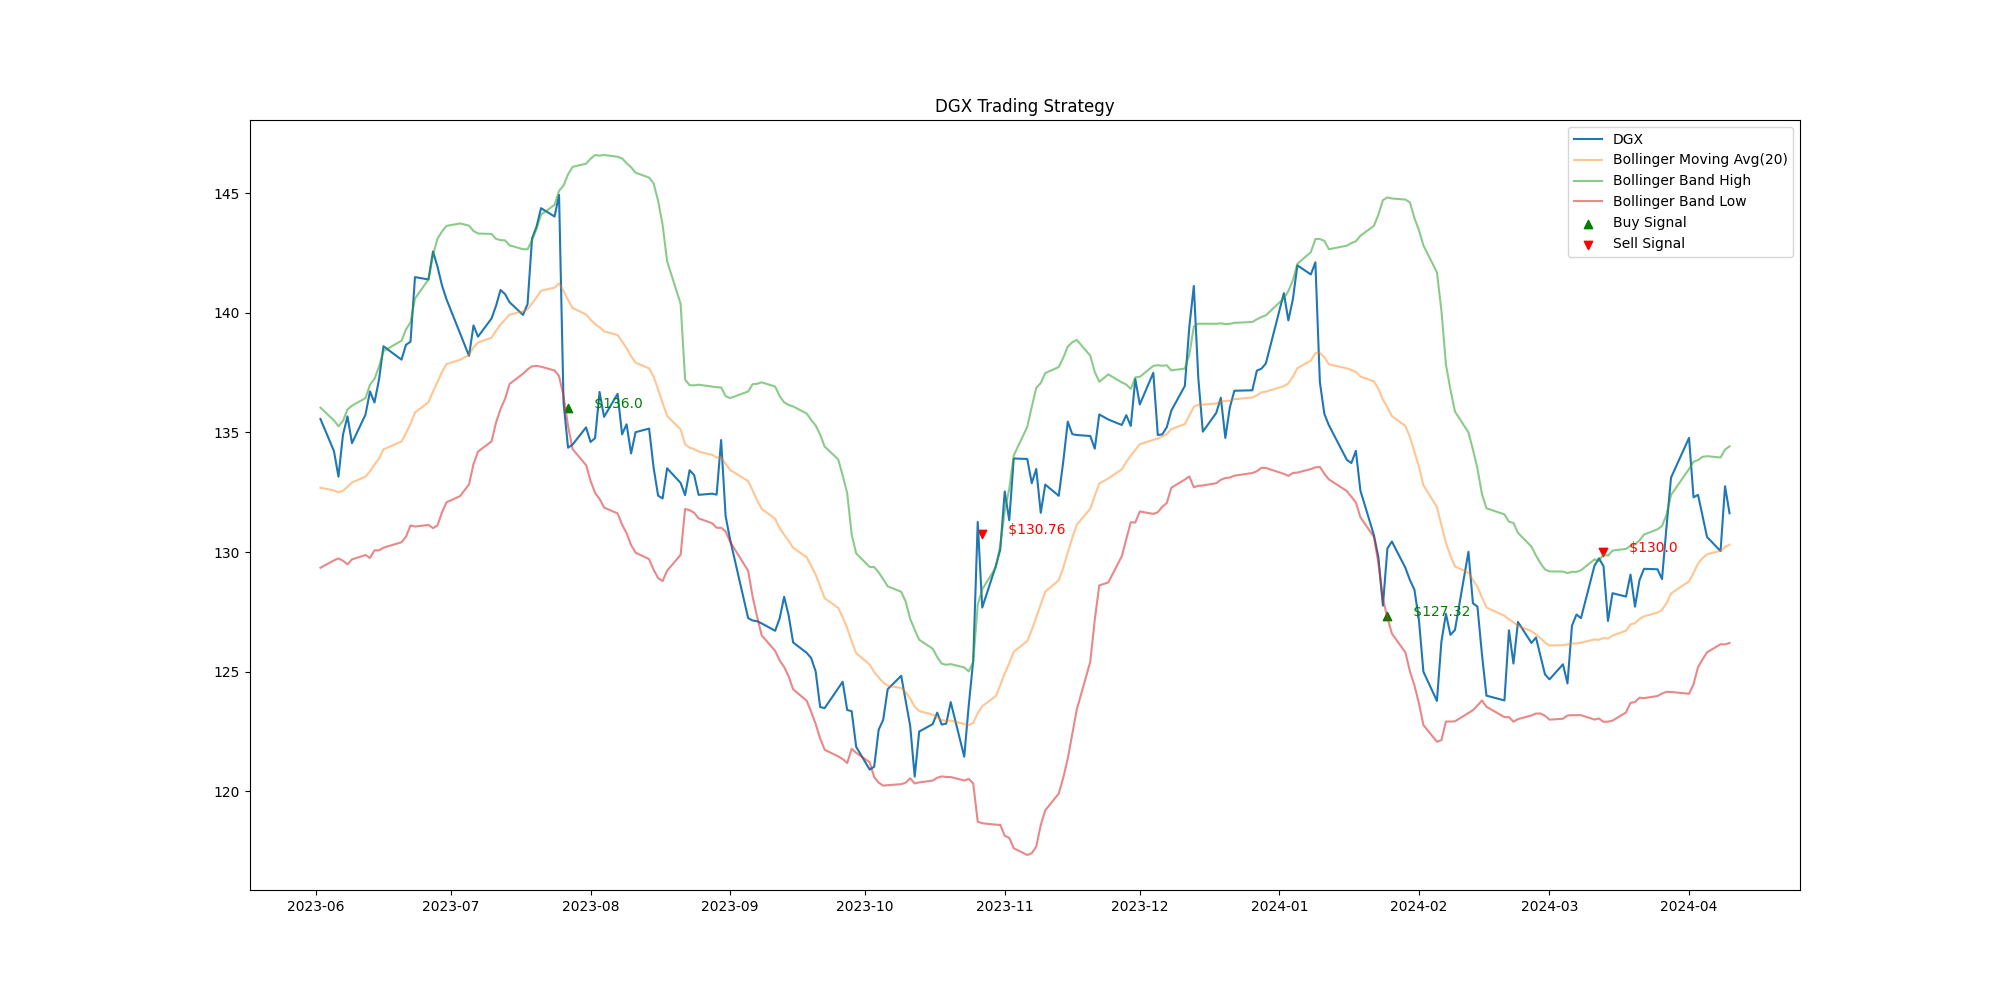 DGX Trading Strategy
DGX
Bollinger Moving Avg(20)
Bollinger Band High
Bollinger Band Low
Buy Signal
Sell Signal
145
140
135
130
125
120
$136.0
$130.76
$127.32
$130.0
2023-06 2023-07 2023-08 2023-09 2023-10 2023-11 2023-12 2024-01 2024-02 2024-03 2024-04